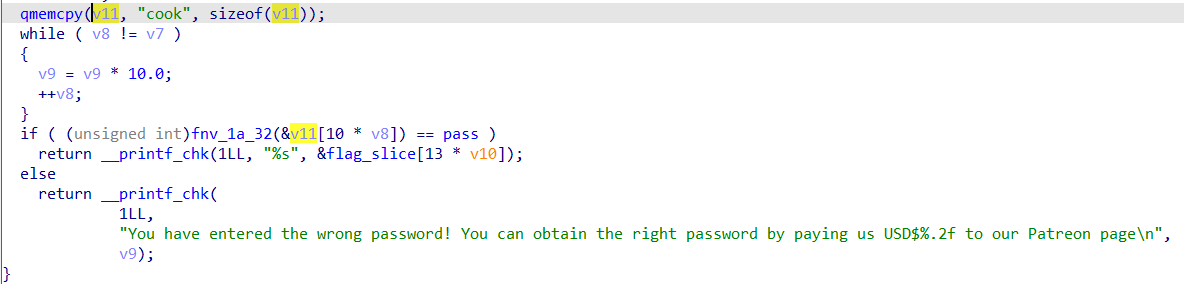 qmemcpy(v11, "cook", sizeof(v11));
while ( v8 != v7 )
{
v9 = v9 * 10.0;
++v8;
}
if ( (unsigned int)fnv_1a_32(&v11[10 * v8]) == pass )
return __printf_chk(1LL, "%s", &flag_slice[13 * v10]);
else
return __printf_chk(
1LL,
"You have entered the wrong password! You can obtain the right password by paying us USD$%.2f to our Patreon page\n",
v9);
}